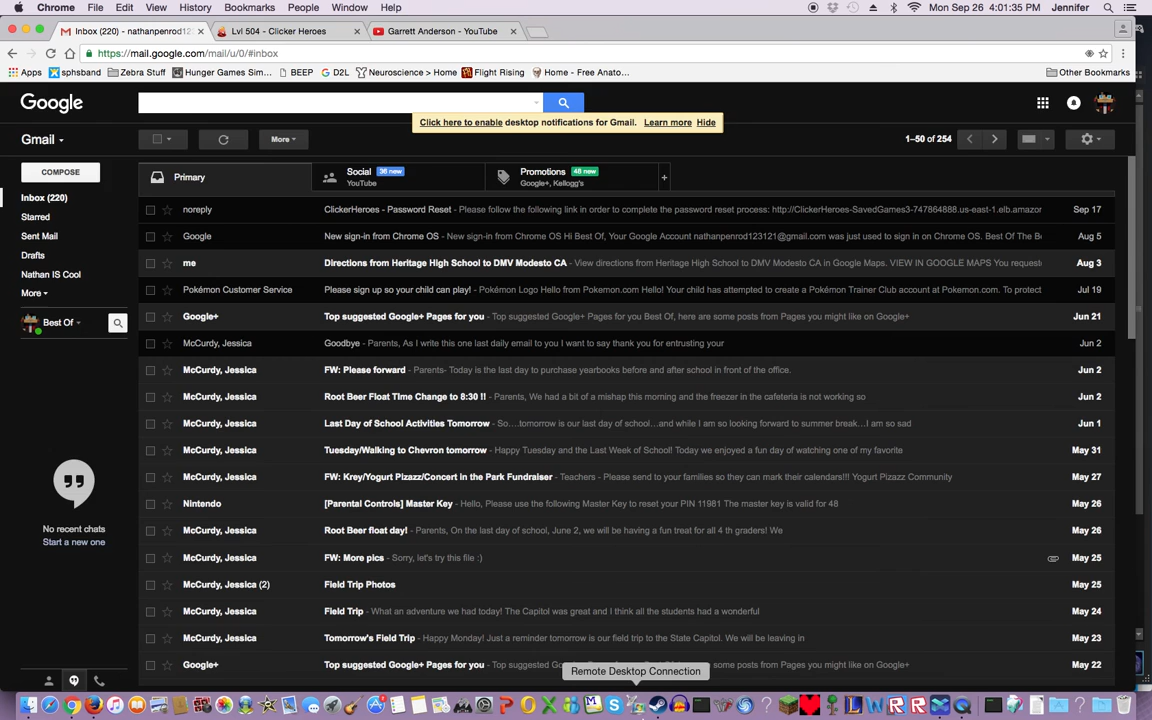 Chrome File Edit View History Bookmarks People Window Help Mon Sep 26 4:01:35 PM Jennifer
Inbox (220) - nathanpenrod12 Lvl 504 - Clicker Heroes Garrett Anderson - YouTube
https://mail.google.com/mail/u/0/#inbox
Apps sphsband Zebra Stuff Hunger Games Sim... BEEP D2L Neuroscience > Home Flight Rising Home - Free Anato... Other Bookmarks
Google
Click here to enable desktop notifications for Gmail. Learn more Hide
Gmail More 1–50 of 254
COMPOSE
Primary
Social 36 new
YouTube
Promotions 48 new
Google+, Kellogg's
+
Inbox (220)
Starred
Sent Mail
Drafts
Nathan IS Cool
More
Best Of
No recent chats
Start a new one
noreply ClickerHeroes - Password Reset - Please follow the following link in order to complete the password reset process: http://ClickerHeroes-SavedGames3-747864888.us-east-1.elb.amazor Sep 17
Google New sign-in from Chrome OS - New sign-in from Chrome OS Hi Best Of, Your Google Account nathanpenrod123121@gmail.com was just used to sign in on Chrome OS. Best Of The B Aug 5
me Directions from Heritage High School to DMV Modesto CA - View directions from Heritage High School to DMV Modesto CA in Google Maps. VIEW IN GOOGLE MAPS You requeste Aug 3
Pokémon Customer Service Please sign up so your child can play! - Pokémon Logo Hello from Pokemon.com Hello! Your child has attempted to create a Pokémon Trainer Club account at Pokemon.com. To protect Jul 19
Google+ Top suggested Google+ Pages for you - Top suggested Google+ Pages for you Best Of, here are some posts from Pages you might like on Google+ Jun 21
McCurdy, Jessica Goodbye - Parents, As I write this one last daily email to you I want to say thank you for entrusting your Jun 2
McCurdy, Jessica FW: Please forward - Parents- Today is the last day to purchase yearbooks before and after school in front of the office. Jun 2
McCurdy, Jessica Root Beer Float TIme Change to 8:30 !! - Parents, We had a bit of a mishap this morning and the freezer in the cafeteria is not working so Jun 2
McCurdy, Jessica Last Day of School Activities Tomorrow - So....tomorrow is our last day of school...and while I am so looking forward to summer break...I am so sad Jun 1
McCurdy, Jessica Tuesday/Walking to Chevron tomorrow - Happy Tuesday and the Last Week of School! Today we enjoyed a fun day of watching one of my favorite May 31
McCurdy, Jessica FW: Krey/Yogurt Pizazz/Concert in the Park Fundraiser - Teachers - Please send to your families so they can mark their calendars!!! Yogurt Pizazz Community May 27
Nintendo [Parental Controls] Master Key - Hello, Please use the following Master Key to reset your PIN 11981 The master key is valid for 48 May 26
McCurdy, Jessica Root Beer float day! - Parents, On the last day of school, June 2, we will be having a fun treat for all 4 th graders! We May 26
McCurdy, Jessica FW: More pics - Sorry, let's try this file :) May 25
McCurdy, Jessica (2) Field Trip Photos May 25
McCurdy, Jessica Field Trip - What an adventure we had today! The Capitol was great and I think all the students had a wonderful May 24
McCurdy, Jessica Tomorrow's Field Trip - Happy Monday! Just a reminder tomorrow is our field trip to the State Capitol. We will be leaving in May 23
Google+ Top suggested Google+ Pages for you - Top sugges some posts from Pages you might like on Google+ May 22
Remote Desktop Connection